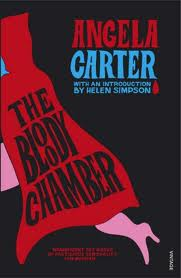 ANGELA
CARTER
WITH AN INTRODUCTION
BY HELEN SIMPSON
THE
BLOODY
CHAMBER
VINTAGE